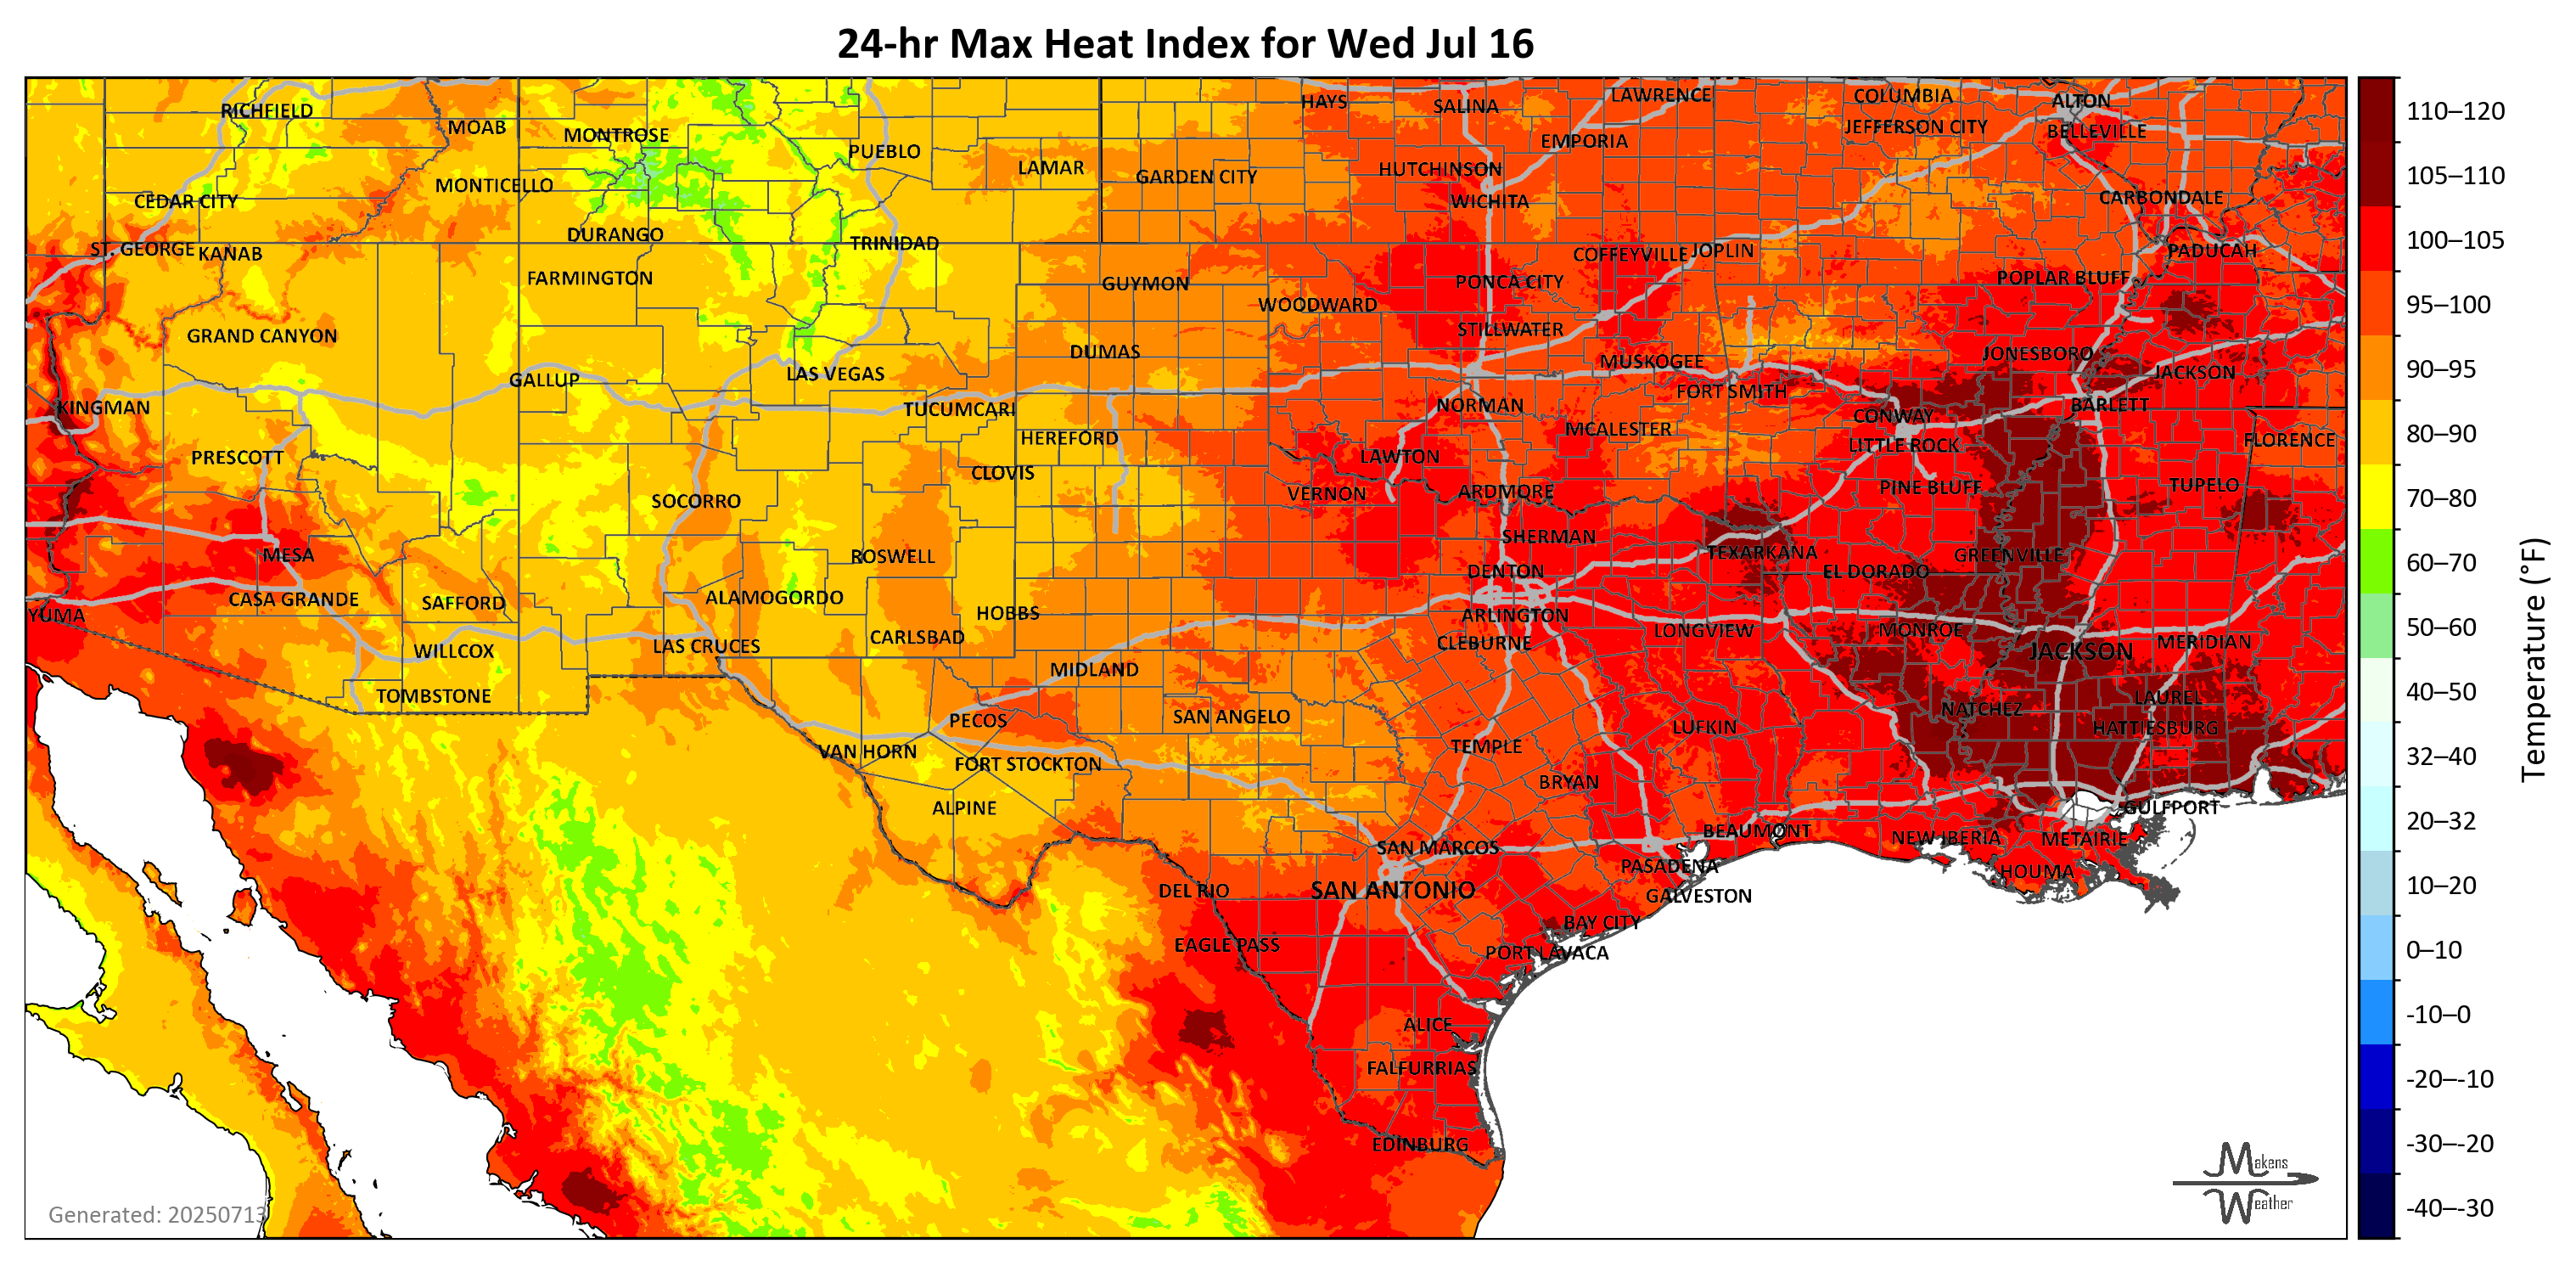 24-hr Max Heat Index for Wed Jul 16
HAYS
SALINA
LAWRENCE
COLUMBIA
ALTON
RICHFIELD
MOAB
MONTROSE
PUEBLO
EMPORIA
JEFFERSON CITY
BELLEVILLE
LAMAR
GARDEN CITY
HUTCHINSON
MONTICELLO
CEDAR CITY
WICHITA
CARBONDALE
DURANGO
TRINIDAD
ST. GEORGE
KANAB
COFFEYVILLE
JOPLIN
PADUCAH
FARMINGTON
GUYMON
PONCA CITY
POPLAR BLUFF
WOODWARD
GRAND CANYON
STILLWATER
DUMAS
MUSKOGEE
JONESBORO
GALLUP
LAS VEGAS
JACKSON
FORT SMITH
KINGMAN
TUCUMCARI
NORMAN
CONWAY
BARLETT
HEREFORD
MCALESTER
LITTLE ROCK
FLORENCE
PRESCOTT
CLOVIS
LAWTON
SOCORRO
VERNON
ARDMORE
PINE BLUFF
TUPELO
MESA
ROSWELL
SHERMAN
TEXARKANA
GREENVILLE
DENTON
EL DORADO
CASA GRANDE
SAFFORD
ALAMOGORDO
HOBBS
YUMA
ARLINGTON
WILLCOX
LAS CRUCES
CARLSBAD
CLEBURNE
LONGVIEW
MONROE
JACKSON
MERIDIAN
MIDLAND
TOMBSTONE
PECOS
SAN ANGELO
LUFKIN
NATCHEZ
LAUREL
HATTIESBURG
VAN HORN
FORT STOCKTON
TEMPLE
BRYAN
ALPINE
GULFPORT
SAN MARCOS
BEAUMONT
NEW IBERIA
METAIRIE
PASADENA
HOUMA
DEL RIO
SAN ANTONIO
GALVESTON
BAY CITY
EAGLE PASS
PORT LAVACA
ALICE
FALFURRIAS
EDINBURG
Generated: 20250713
Makens
Weather
110–120
105–110
100–105
95–100
90–95
80–90
70–80
60–70
50–60
40–50
32–40
20–32
10–20
0–10
-10–0
-20–-10
-30–-20
-40–-30
Temperature (°F)